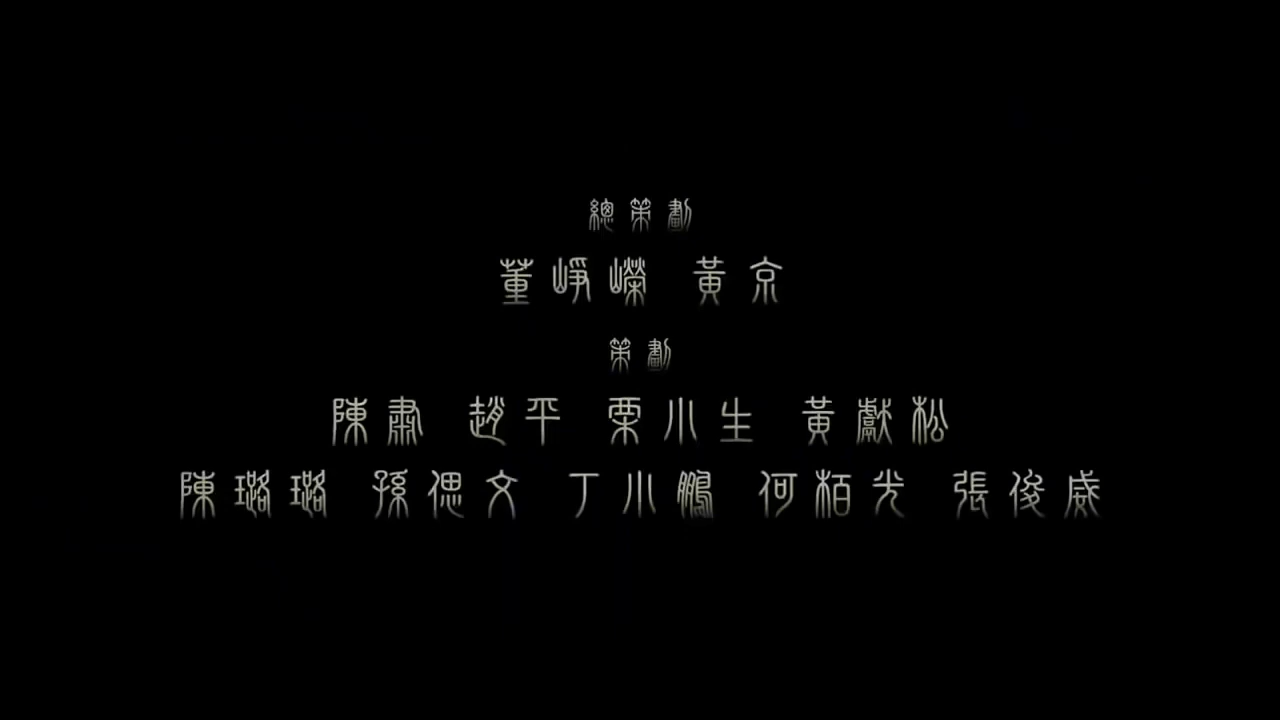 總策劃
董崢嶸 黃京
策劃
陳肅 趙平 栗小生 黃獻松
陳璐璐 孫偲文 丁小鵬 何栢光 張俊威